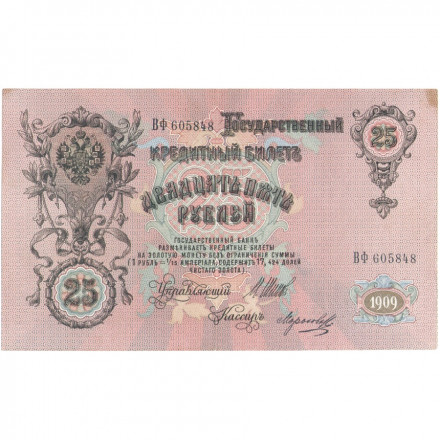 ВФ 605848
Государственный
25
Кредитный Билетъ
Двадцать пять
рублей
25
Государственный Банкъ
размѣниваетъ кредитные билеты
на золотую монету безъ ограниченія суммы
(1 рубль = 1/15 имперіала, содержитъ 17,424 долей
чистаго золота)
ВФ 605848
25
Управляющій
Кассиръ
1909